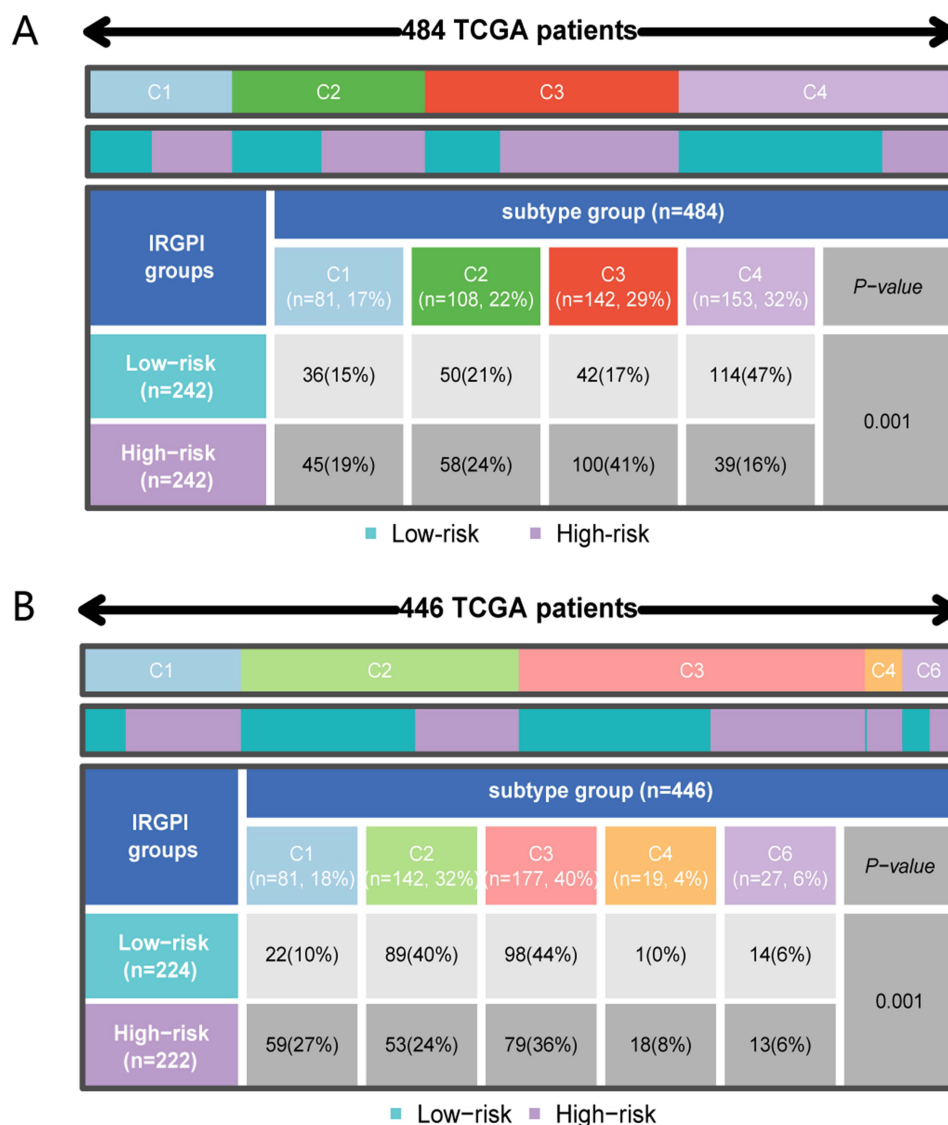 A
484 TCGA patients
C1 C2 C3 C4
IRGPI
groups
subtype group (n=484)
C1
(n=81, 17%)
C2
(n=108, 22%)
C3
(n=142, 29%)
C4
(n=153, 32%)
P−value
Low−risk
(n=242)
36(15%) 50(21%) 42(17%) 114(47%)
0.001
High−risk
(n=242)
45(19%) 58(24%) 100(41%) 39(16%)
Low-risk High-risk
B
446 TCGA patients
C1 C2 C3 C4 C6
IRGPI
groups
subtype group (n=446)
C1
(n=81, 18%)
C2
(n=142, 32%)
C3
(n=177, 40%)
C4
(n=19, 4%)
C6
(n=27, 6%)
P−value
Low−risk
(n=224)
22(10%) 89(40%) 98(44%) 1(0%) 14(6%)
0.001
High−risk
(n=222)
59(27%) 53(24%) 79(36%) 18(8%) 13(6%)
Low−risk High−risk